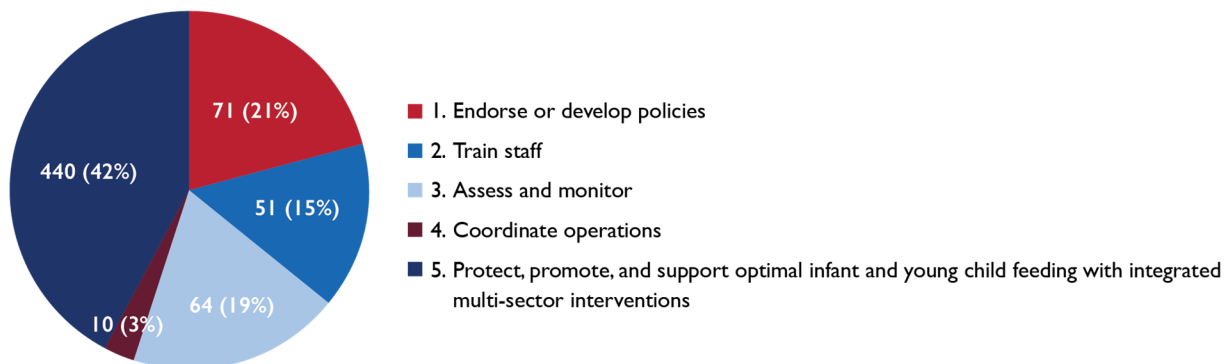 71 (21%)
440 (42%)
51 (15%)
64 (19%)
10 (3%)
1. Endorse or develop policies
2. Train staff
3. Assess and monitor
4. Coordinate operations
5. Protect, promote, and support optimal infant and young child feeding with integrated
multi-sector interventions